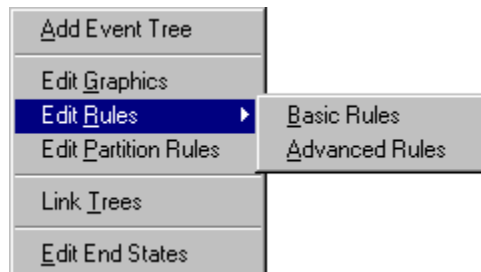 Add Event Tree
Edit Graphics
Edit Rules
Basic Rules
Edit Partition Rules
Advanced Rules
Link Trees
Edit End States